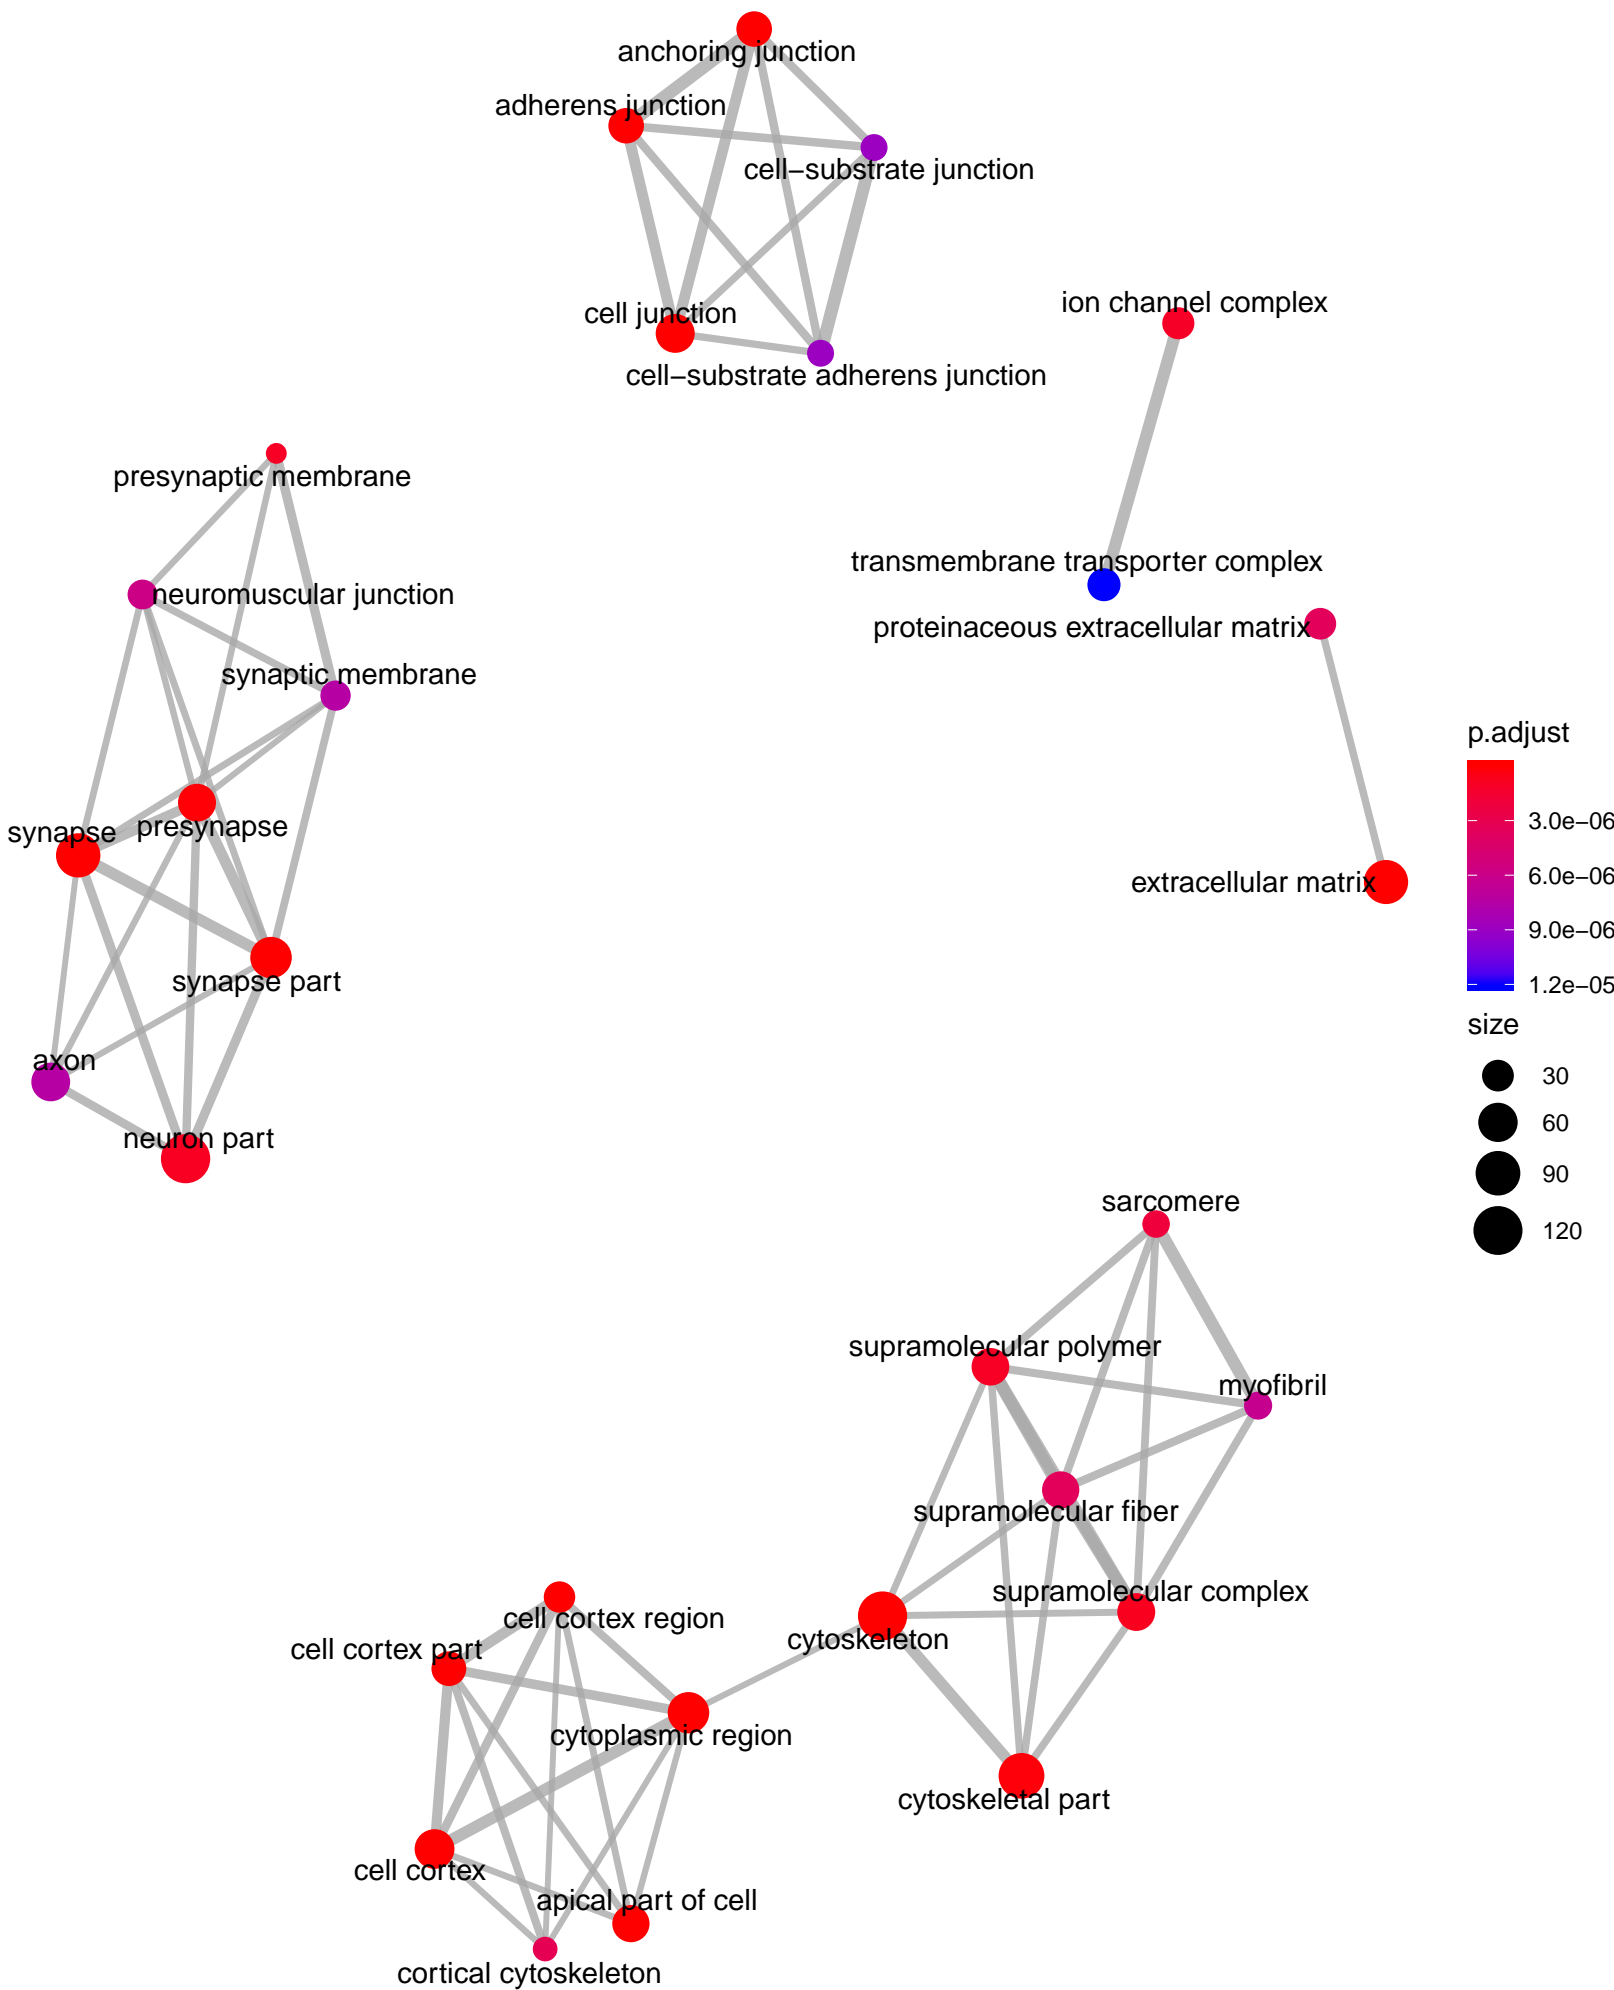 anchoring junction
adherens junction
cell−substrate junction
cell junction
cell−substrate adherens junction
ion channel complex
transmembrane transporter complex
proteinaceous extracellular matrix
extracellular matrix
presynaptic membrane
neuromuscular junction
synaptic membrane
synapse
presynapse
synapse part
axon
neuron part
p.adjust
3.0e−06
6.0e−06
9.0e−06
1.2e−05
size
30
60
90
120
sarcomere
supramolecular polymer
myofibril
supramolecular fiber
supramolecular complex
cytoskeleton
cytoskeletal part
cell cortex region
cell cortex part
cytoplasmic region
cell cortex
apical part of cell
cortical cytoskeleton